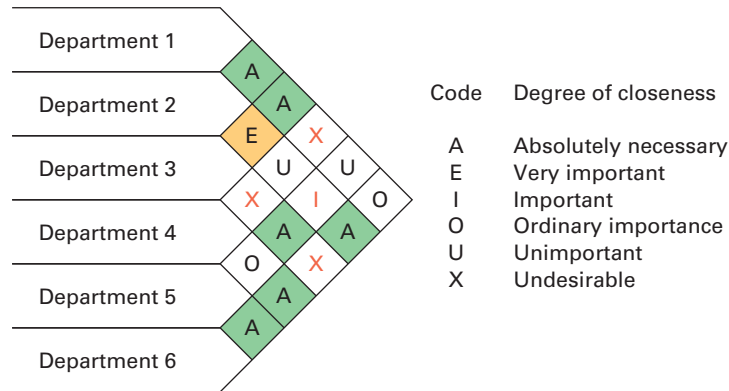 Department 1
A
Department 2
A
E
X
Department 3
U
U
X
I
O
Department 4
A
A
O
X
Department 5
A
A
Department 6
Code Degree of closeness
A Absolutely necessary
E Very important
I Important
O Ordinary importance
U Unimportant
X Undesirable